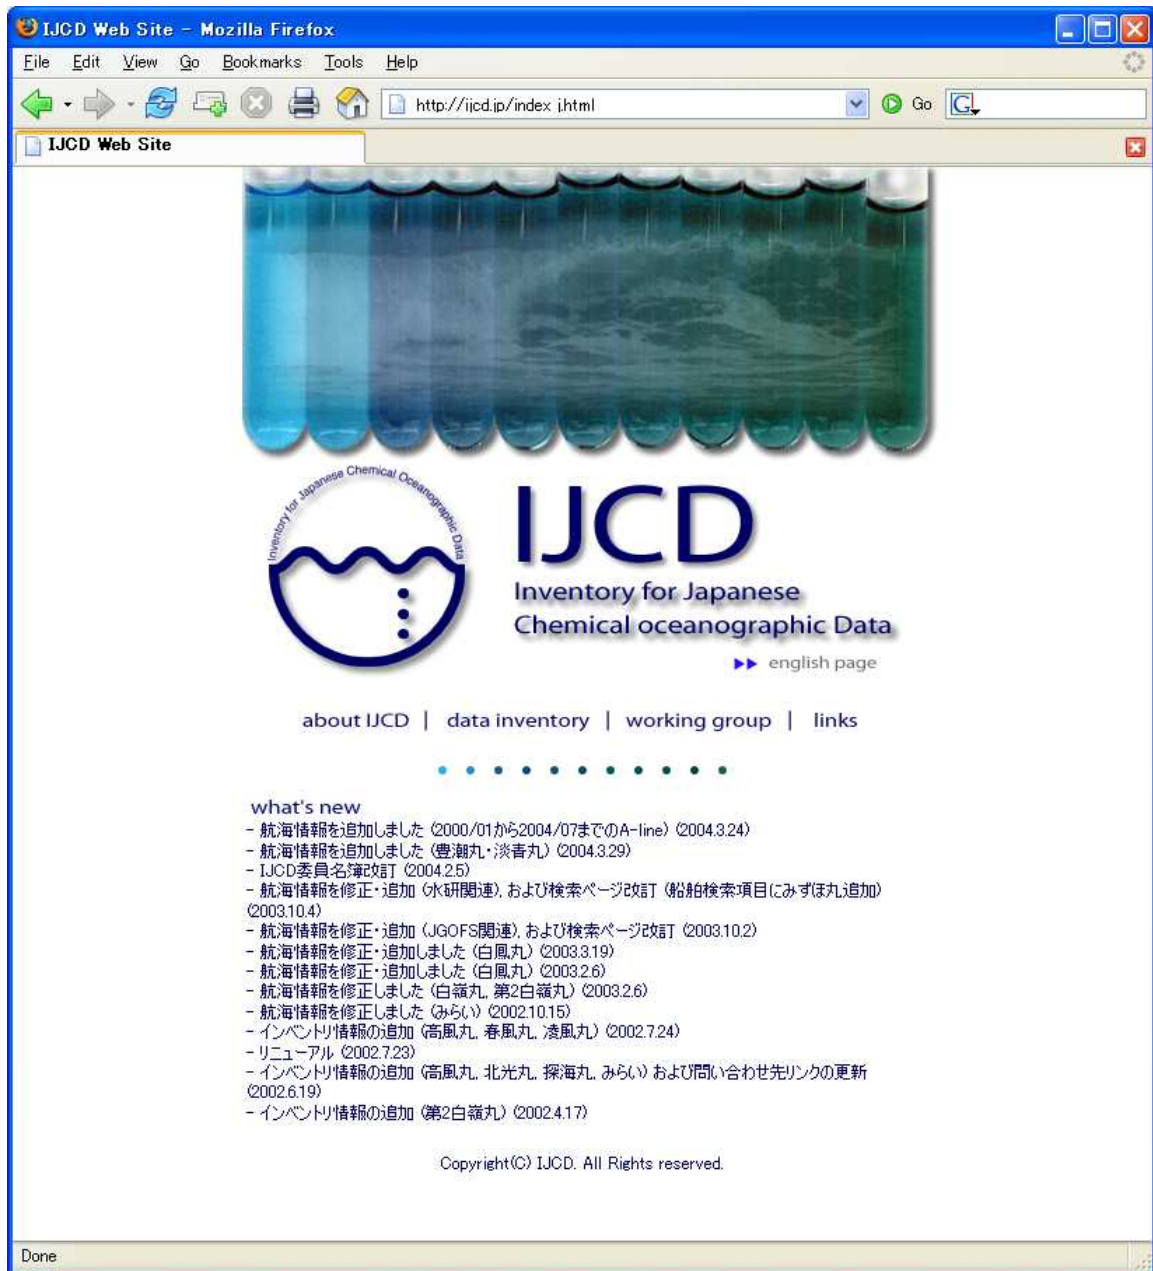 IJCD Web Site - Mozilla Firefox
File Edit View Go Bookmarks Tools Help
http://ijcd.jp/index_j.html Go G
IJCD Web Site
Inventory for Japanese Chemical Oceanographic Data
IJCD
Inventory for Japanese
Chemical oceanographic Data
english page
about IJCD | data inventory | working group | links
what's new
- 航海情報を追加しました (2000/01から2004/07までのA-line) (2004.3.24)
- 航海情報を追加しました (豊潮丸・淡青丸) (2004.3.29)
- IJCD委員名簿改訂 (2004.2.5)
- 航海情報を修正・追加 (水研関連), および検索ページ改訂 (船舶検索項目にみずほ丸追加)
(2003.10.4)
- 航海情報を修正・追加 (JGOFS関連), および検索ページ改訂 (2003.10.2)
- 航海情報を修正・追加しました (白鳳丸) (2003.3.19)
- 航海情報を修正・追加しました (白鳳丸) (2003.2.6)
- 航海情報を修正しました (白嶺丸, 第2白嶺丸) (2003.2.6)
- 航海情報を修正しました (みらい) (2002.10.15)
- インベントリ情報の追加 (高風丸, 春風丸, 凌風丸) (2002.7.24)
- リニューアル (2002.7.23)
- インベントリ情報の追加 (高風丸, 北光丸, 探海丸, みらい) および問い合わせ先リンクの更新
(2002.6.19)
- インベントリ情報の追加 (第2白嶺丸) (2002.4.17)
Copyright(C) IJCD. All Rights reserved.
Done